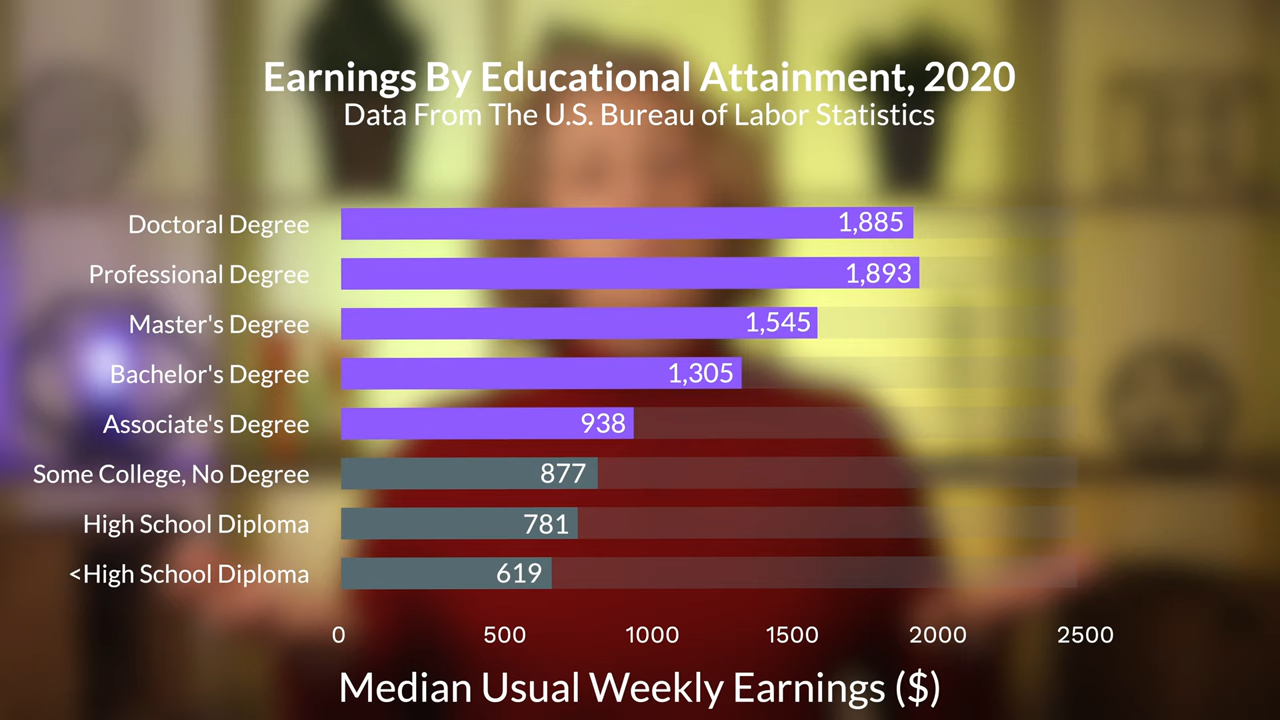 Earnings By Educational Attainment, 2020
Data From The U.S. Bureau of Labor Statistics
Doctoral Degree 1,885
Professional Degree 1,893
Master's Degree 1,545
Bachelor's Degree 1,305
Associate's Degree 938
Some College, No Degree 877
High School Diploma 781
<High School Diploma 619
0 500 1000 1500 2000 2500
Median Usual Weekly Earnings ($)